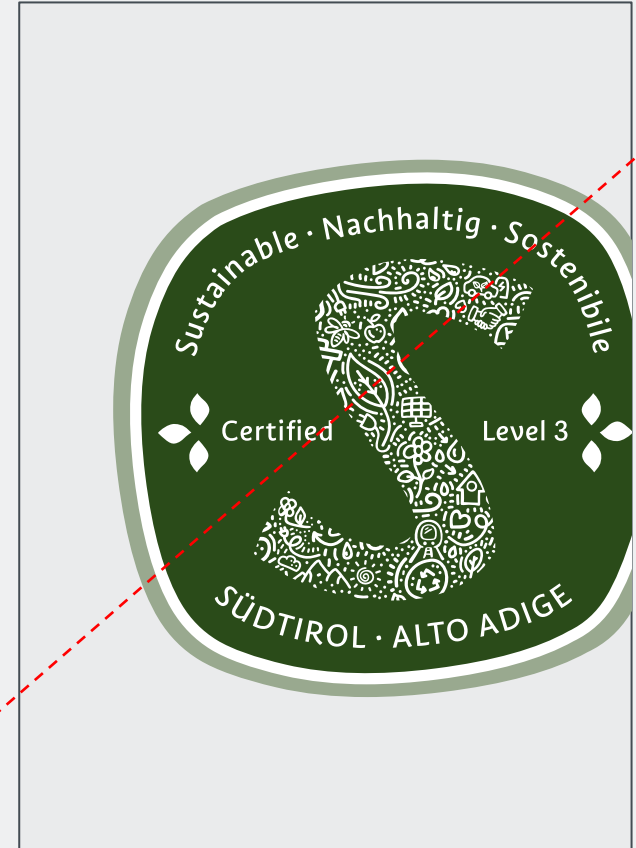 Sustainable · Nachhaltig · Sostenibile
Certified
Level 3
SÜDTIROL · ALTO ADIGE